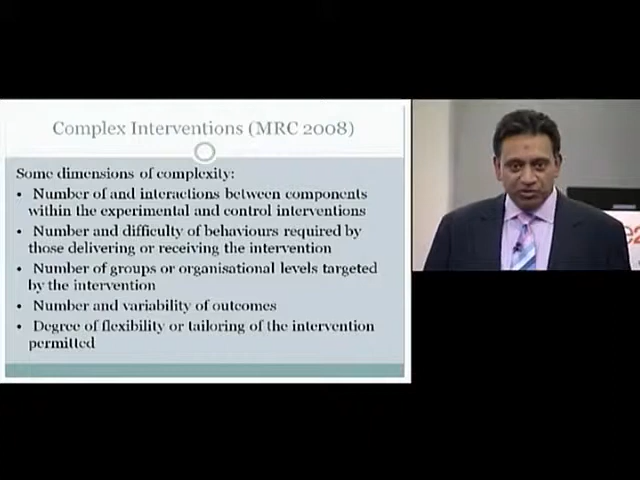 Complex Interventions (MRC 2008)
Some dimensions of complexity:
• Number of and interactions between components
within the experimental and control interventions
• Number and difficulty of behaviours required by
those delivering or receiving the intervention
• Number of groups or organisational levels targeted
by the intervention
• Number and variability of outcomes
• Degree of flexibility or tailoring of the intervention
permitted